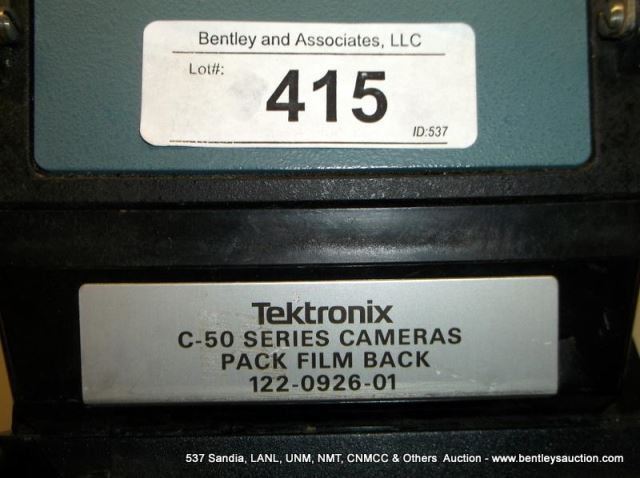 Bentley and Associates, LLC
Lot#:
415
ID:537
Tektronix
C-50 SERIES CAMERAS
PACK FILM BACK
122-0926-01
537 Sandia, LANL, UNM, NMT, CNMCC & Others Auction - www.bentleysauction.com